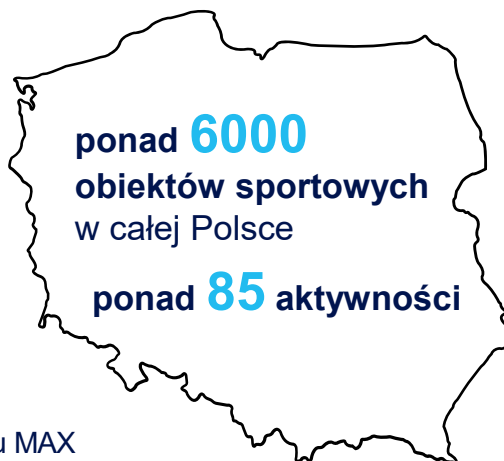 ponad 6000
obiektów sportowych
w całej Polsce
ponad 85 aktywności
u MAX